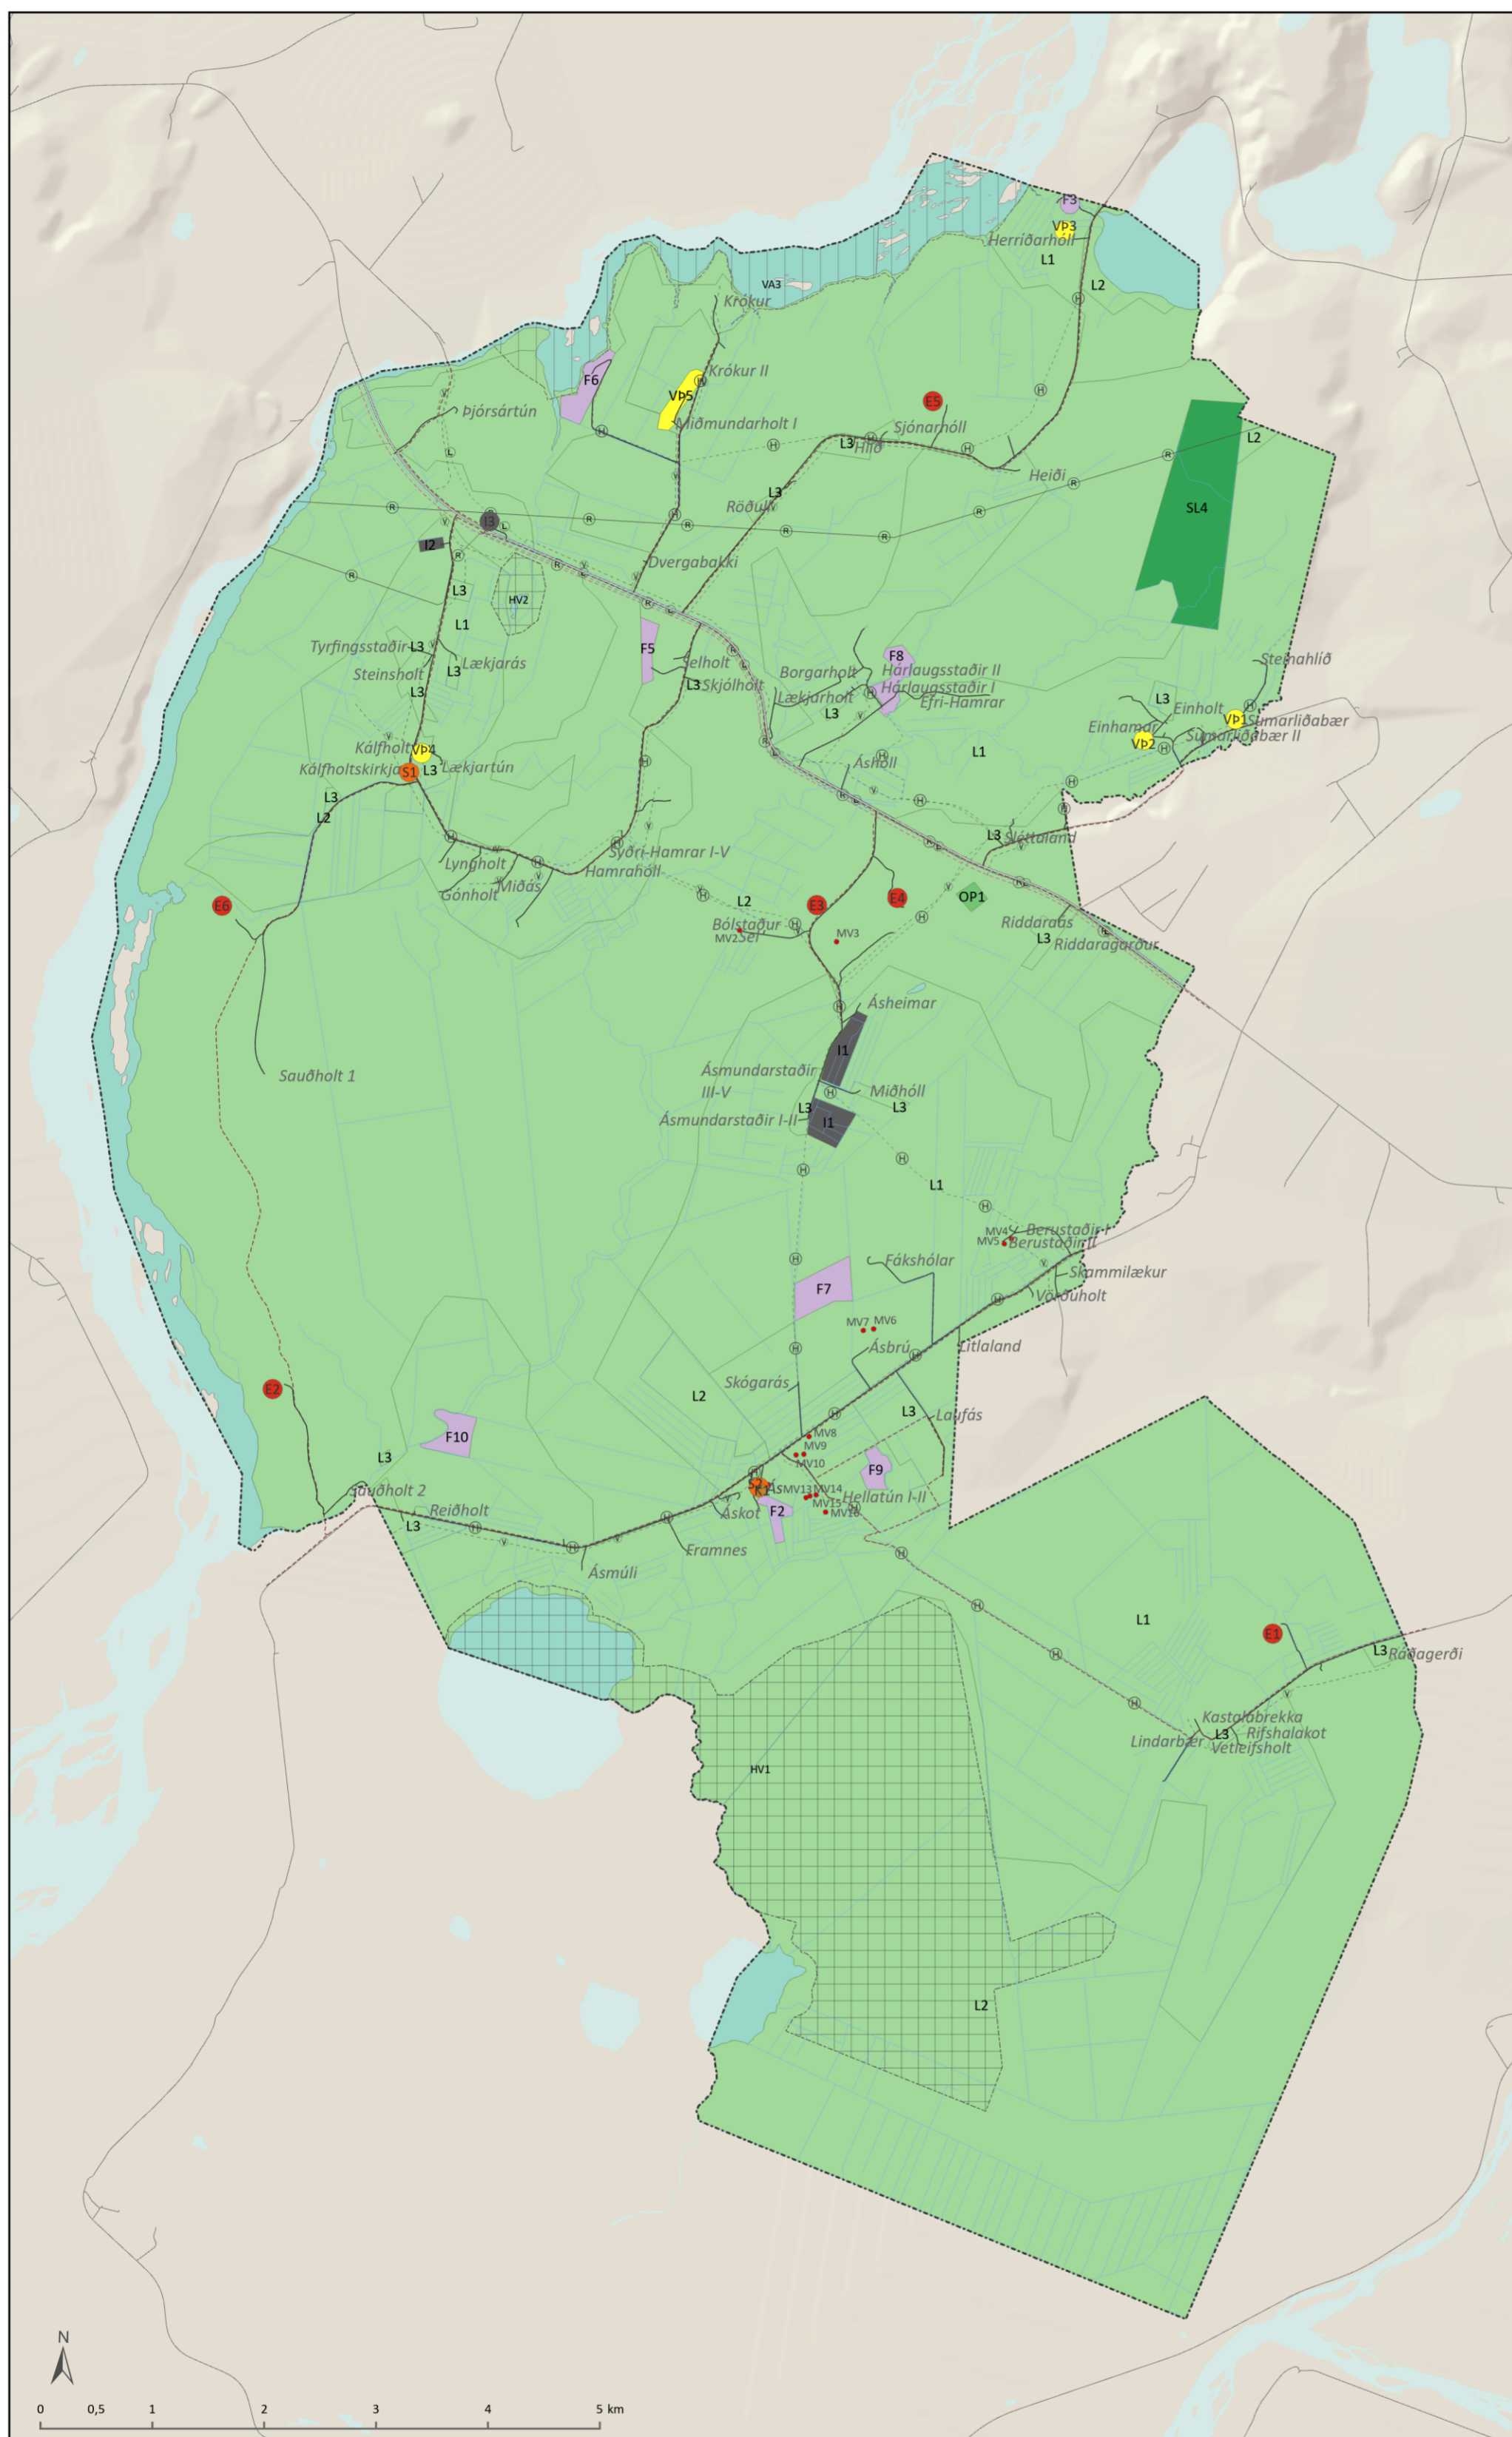 F3
VÞ3
Herríðarhóll
L1
L2
VA3
Krókur
F6
Krókur II
VÞ5
Miðmundarholt I
E5
Þjórsártún
Sjónarhóll
L3
Hlíð
L2
Heiði
L3
Röðull
SL4
I3
I2
Dvergabakki
L3
HV2
L1
Tyrfingsstaðir
L3
Lækjarás
L3
Steinsholt
L3
F5
Selholt
L3
Skjólholt
F8
Borgarholt
Hárlaugsstaðir II
Hárlaugsstaðir I
Lækjarholt
Efri-Hamrar
L3
Steinahlíð
L3
Einholt
Einhamar
VÞ1
Sumarliðabær
VÞ2
Sumarliðabær II
L1
Kálfholt
VÞ4
Kálfholtskirkja
S1
L3
Lækjartún
Ásholl
L3
L2
L3
Sléttaland
Syðri-Hamrar I-V
Lyngholt
Hamrahóll
Gónholt
Miðás
E6
L2
E3
E4
OP1
Bólstaður
MV2
Sel
MV3
Riddaraás
L3
Riddaragarður
Ásheimar
I1
Sauðholt 1
Ásmundarstaðir
III-V
Miðhóll
L3
L3
Ásmundarstaðir I-II
I1
L1
MV4
Berustaðir I
MV5
Berustaðir II
Fákshólar
Skammilækur
F7
Vörðuholt
MV7
MV6
Ásbrú
Litlaland
E2
Skógarás
L2
L3
Laufás
F10
MV8
MV9
MV10
L3
F9
S2
Ás
K1
MV13
MV14
Hellatún I-II
MV15
MV16
Sauðholt 2
Reiðholt
L3
Áskot
F2
Framnes
Ásmúli
L1
E1
L3
Ráðagerði
Kastalabrekka
L3
Rifshalakot
Lindarbær
Vetleifsholt
HV1
L2
N
0 0,5 1 2 3 4 5 km